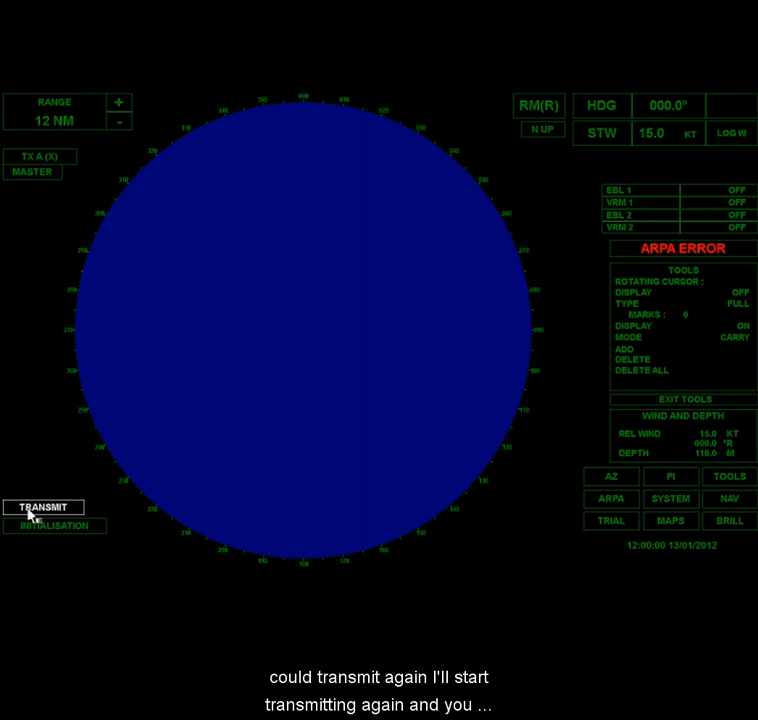 RANGE
+
12 NM
-
TX A (X)
MASTER
RM(R)
N UP
HDG 000.0°
STW 15.0 KT LOG W
EBL 1 OFF
VRM 1 OFF
EBL 2 OFF
VRM 2 OFF
ARPA ERROR
TOOLS
ROTATING CURSOR :
DISPLAY OFF
TYPE FULL
MARKS : 0
DISPLAY ON
MODE CARRY
ADD
DELETE
DELETE ALL
EXIT TOOLS
WIND AND DEPTH
REL WIND 15.0 KT
000.0 °R
DEPTH 116.0 M
AZ PI TOOLS
ARPA SYSTEM NAV
TRIAL MAPS BRILL
12:00:00 13/01/2012
TRANSMIT
INITIALISATION
could transmit again I'll start
transmitting again and you ...